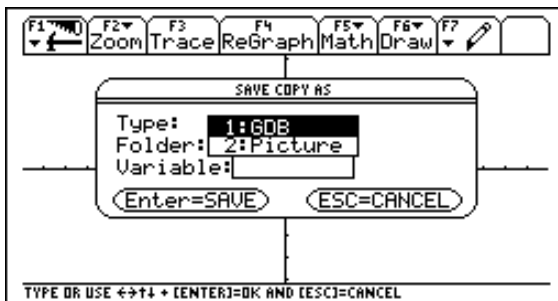 F1 F2 F3 F4 F5 F6 F7
Zoom Trace ReGraph Math Draw
SAVE COPY AS
Type: 1:GDB
Folder: 2:Picture
Variable:
Enter=SAVE ESC=CANCEL
TYPE OR USE ←→↑↓ + [ENTER]=OK AND [ESC]=CANCEL